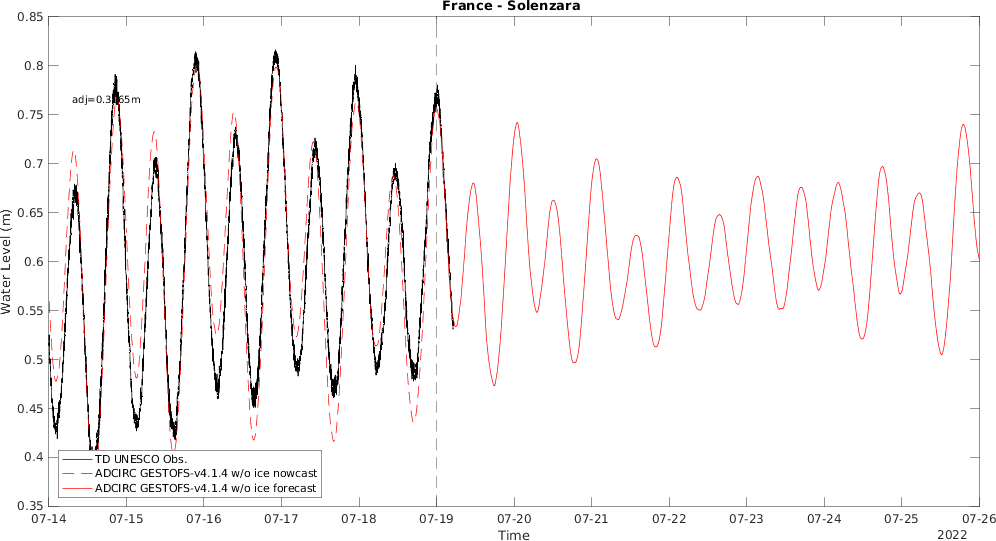 France - Solenzara
0.85
0.8
0.75
0.7
0.65
0.6
0.55
0.5
0.45
0.4
0.35
Water Level (m)
TD UNESCO Obs.
ADCIRC GESTOFS-v4.1.4 w/o ice nowcast
ADCIRC GESTOFS-v4.1.4 w/o ice forecast
07-14 07-15 07-16 07-17 07-18 07-19 07-20 07-21 07-22 07-23 07-24 07-25 07-26
Time
2022